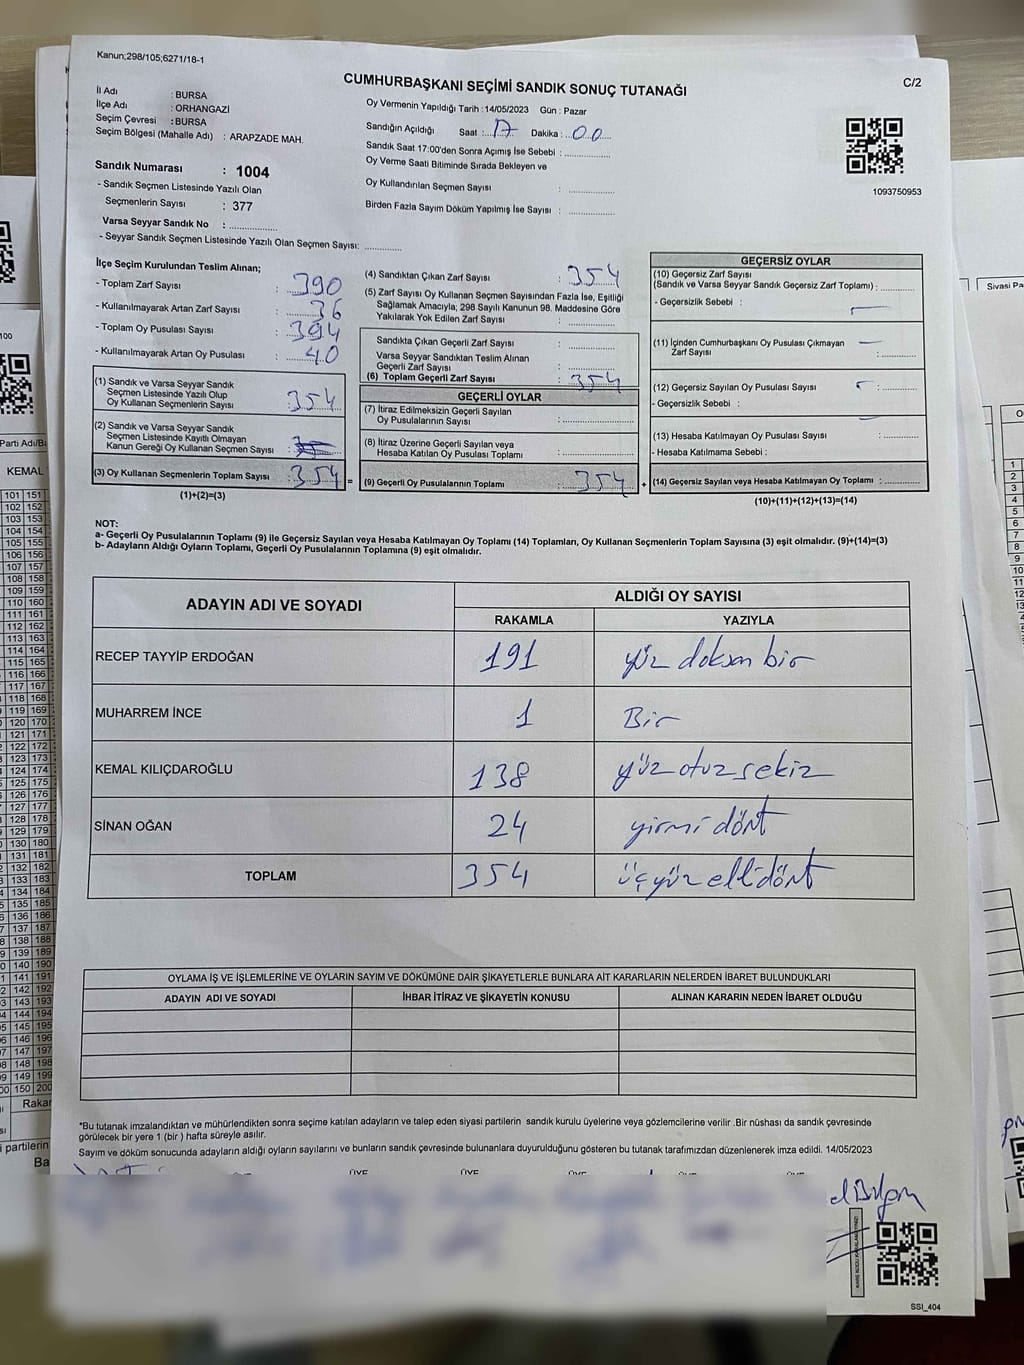 Kanun;298/105;6271/18-1
CUMHURBAŞKANI SEÇİMİ SANDIK SONUÇ TUTANAĞI
C/2
İl Adı : BURSA
İlçe Adı : ORHANGAZİ
Seçim Çevresi : BURSA
Seçim Bölgesi (Mahalle Adı) : ARAPZADE MAH.
Sandık Numarası : 1004
- Sandık Seçmen Listesinde Yazılı Olan
Seçmenlerin Sayısı : 377
Varsa Seyyar Sandık No :
- Seyyar Sandık Seçmen Listesinde Yazılı Olan Seçmen Sayısı:
Oy Vermenin Yapıldığı Tarih :14/05/2023 Gün : Pazar
Sandığın Açıldığı Saat : 17 Dakika : 00
Sandık Saat 17:00'den Sonra Açımış İse Sebebi :
Oy Verme Saati Bitiminde Sırada Bekleyen ve
Oy Kullandırılan Seçmen Sayısı :
Birden Fazla Sayım Döküm Yapılmış İse Sayısı :
1093750953
İlçe Seçim Kurulundan Teslim Alınan;
- Toplam Zarf Sayısı : 390
- Kullanılmayarak Artan Zarf Sayısı : 36
- Toplam Oy Pusulası Sayısı : 394
- Kullanılmayarak Artan Oy Pusulası : 40
(1) Sandık ve Varsa Seyyar Sandık
Seçmen Listesinde Yazılı Olup
Oy Kullanan Seçmenlerin Sayısı : 354
(2) Sandık ve Varsa Seyyar Sandık
Seçmen Listesinde Kayıtlı Olmayan
Kanun Gereği Oy Kullanan Seçmen Sayısı :
(3) Oy Kullanan Seçmenlerin Toplam Sayısı : 354 =
(1)+(2)=(3)
(4) Sandıktan Çıkan Zarf Sayısı : 354
(5) Zarf Sayısı Oy Kullanan Seçmen Sayısından Fazla İse, Eşitliği
Sağlamak Amacıyla; 298 Sayılı Kanunun 98. Maddesine Göre
Yakılarak Yok Edilen Zarf Sayısı :
Sandıkta Çıkan Geçerli Zarf Sayısı :
Varsa Seyyar Sandıktan Teslim Alınan
Geçerli Zarf Sayısı :
(6) Toplam Geçerli Zarf Sayısı : 354
GEÇERLİ OYLAR
(7) İtiraz Edilmeksizin Geçerli Sayılan
Oy Pusulalarının Sayısı :
(8) İtiraz Üzerine Geçerli Sayılan veya
Hesaba Katılan Oy Pusulası Toplamı :
(9) Geçerli Oy Pusulalarının Toplamı : 354 +
GEÇERSİZ OYLAR
(10) Geçersiz Zarf Sayısı
(Sandık ve Varsa Seyyar Sandık Geçersiz Zarf Toplamı) :
- Geçersizlik Sebebi :
(11) İçinden Cumhurbaşkanı Oy Pusulası Çıkmayan
Zarf Sayısı :
(12) Geçersiz Sayılan Oy Pusulası Sayısı :
- Geçersizlik Sebebi :
(13) Hesaba Katılmayan Oy Pusulası Sayısı :
- Hesaba Katılmama Sebebi :
(14) Geçersiz Sayılan veya Hesaba Katılmayan Oy Toplamı :
(10)+(11)+(12)+(13)=(14)
NOT:
a- Geçerli Oy Pusulalarının Toplamı (9) ile Geçersiz Sayılan veya Hesaba Katılmayan Oy Toplamı (14) Toplamları, Oy Kullanan Seçmenlerin Toplam Sayısına (3) eşit olmalıdır. (9)+(14)=(3)
b- Adayların Aldığı Oyların Toplamı, Geçerli Oy Pusulalarının Toplamına (9) eşit olmalıdır.
ADAYIN ADI VE SOYADI ALDIĞI OY SAYISI
RAKAMLA YAZIYLA
RECEP TAYYİP ERDOĞAN 191 yüz doksan bir
MUHARREM İNCE 1 Bir
KEMAL KILIÇDAROĞLU 138 yüz otuz sekiz
SİNAN OĞAN 24 yirmi dört
TOPLAM 354 üçyüz elli dört
OYLAMA İŞ VE İŞLEMLERİNE VE OYLARIN SAYIM VE DÖKÜMÜNE DAİR ŞİKAYETLERLE BUNLARA AİT KARARLARIN NELERDEN İBARET BULUNDUKLARI
ADAYIN ADI VE SOYADI İHBAR İTİRAZ VE ŞİKAYETİN KONUSU ALINAN KARARIN NEDEN İBARET OLDUĞU
*Bu tutanak imzalandıktan ve mühürlendikten sonra seçime katılan adayların ve talep eden siyasi partilerin sandık kurulu üyelerine veya gözlemcilerine verilir .Bir nüshası da sandık çevresinde
görülecek bir yere 1 (bir ) hafta süreyle asılır.
Sayım ve döküm sonucunda adayların aldığı oyların sayılarını ve bunların sandık çevresinde bulunanlara duyurulduğunu gösteren bu tutanak tarafımızdan düzenlenerek imza edildi. 14/05/2023
SSİ_404